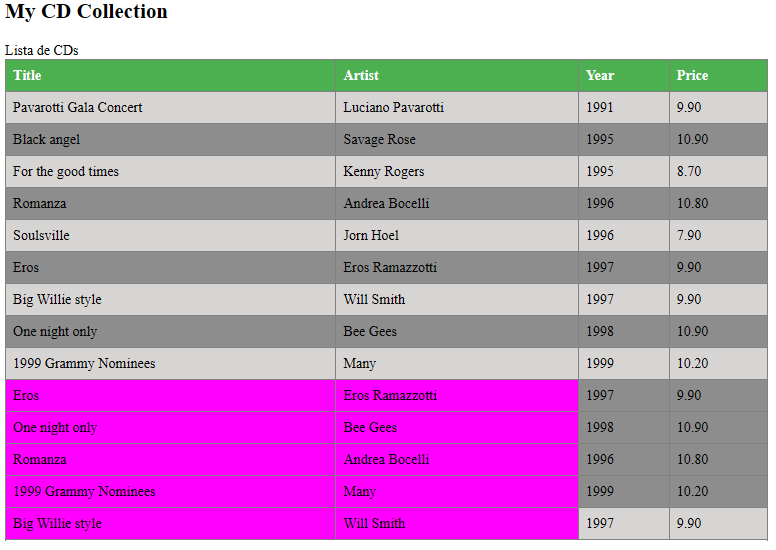 My CD Collection
Lista de CDs
Title Artist Year Price
Pavarotti Gala Concert Luciano Pavarotti 1991 9.90
Black angel Savage Rose 1995 10.90
For the good times Kenny Rogers 1995 8.70
Romanza Andrea Bocelli 1996 10.80
Soulsville Jorn Hoel 1996 7.90
Eros Eros Ramazzotti 1997 9.90
Big Willie style Will Smith 1997 9.90
One night only Bee Gees 1998 10.90
1999 Grammy Nominees Many 1999 10.20
Eros Eros Ramazzotti 1997 9.90
One night only Bee Gees 1998 10.90
Romanza Andrea Bocelli 1996 10.80
1999 Grammy Nominees Many 1999 10.20
Big Willie style Will Smith 1997 9.90